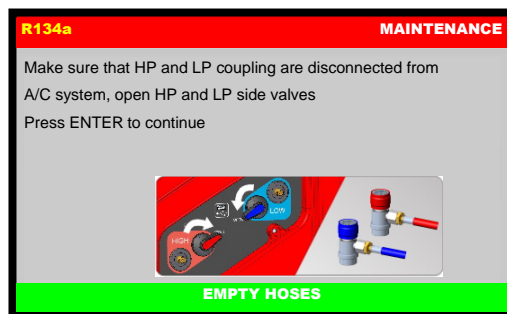 R134a MAINTENANCE
Make sure that HP and LP coupling are disconnected from
A/C system, open HP and LP side valves
Press ENTER to continue
LOW
HIGH
EMPTY HOSES